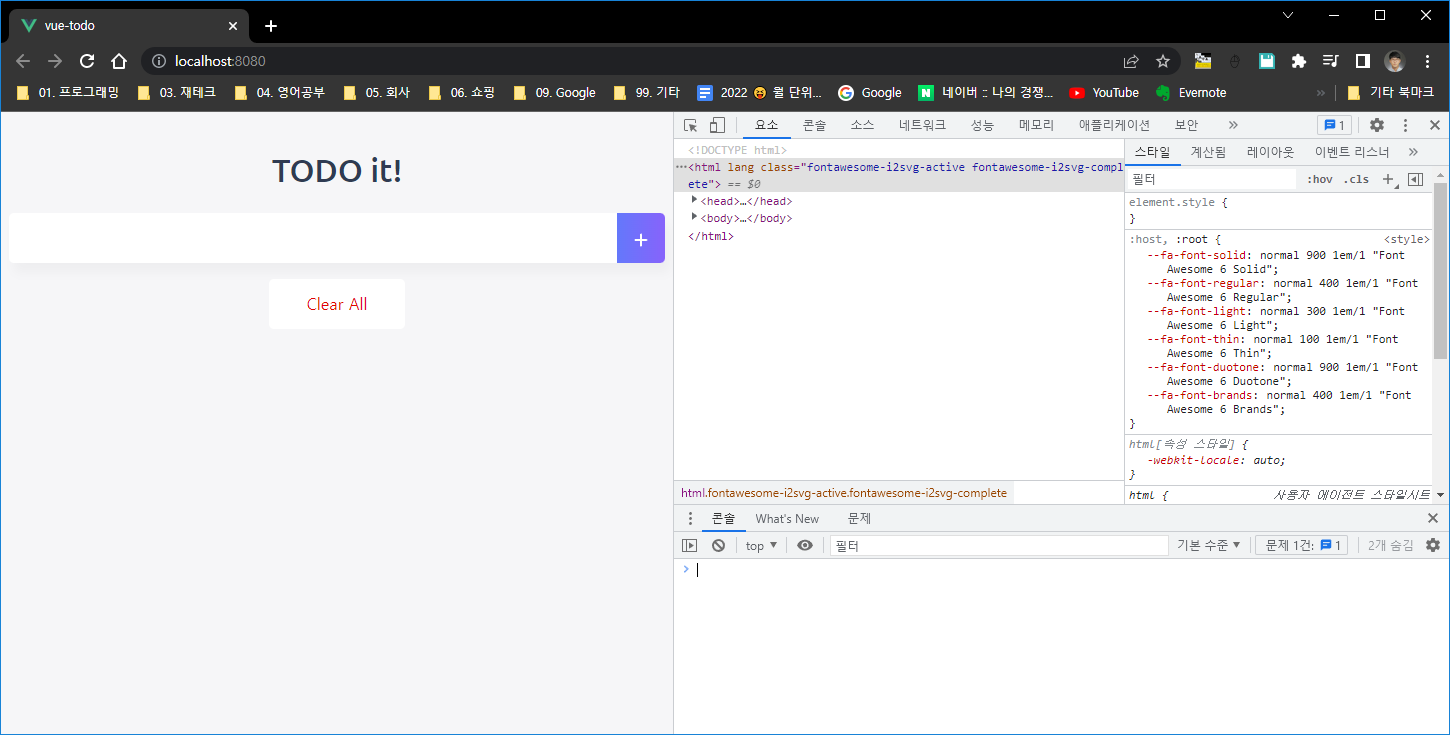 vue-todo
localhost:8080
01. 프로그래밍
03. 재테크
04. 영어공부
05. 회사
06. 쇼핑
09. Google
99. 기타
2022 😝 월 단위...
Google
네이버 :: 나의 경쟁...
YouTube
Evernote
»
기타 북마크
TODO it!
+
Clear All
요소
콘솔
소스
네트워크
성능
메모리
애플리케이션
보안
»
1
<!DOCTYPE html>
⋯<html lang class="fontawesome-i2svg-active fontawesome-i2svg-compl
ete"> == $0
<head>…</head>
<body>…</body>
</html>
html.fontawesome-i2svg-active.fontawesome-i2svg-complete
스타일
계산됨
레이아웃
이벤트 리스너
»
필터
:hov
.cls
+
element.style {
}
:host, :root {
<style>
--fa-font-solid: normal 900 1em/1 "Font
Awesome 6 Solid";
--fa-font-regular: normal 400 1em/1 "Font
Awesome 6 Regular";
--fa-font-light: normal 300 1em/1 "Font
Awesome 6 Light";
--fa-font-thin: normal 100 1em/1 "Font
Awesome 6 Thin";
--fa-font-duotone: normal 900 1em/1 "Font
Awesome 6 Duotone";
--fa-font-brands: normal 400 1em/1 "Font
Awesome 6 Brands";
}
html[속성 스타일] {
-webkit-locale: auto;
}
html {
사용자 에이전트 스타일시트
콘솔
What's New
문제
top ▼
필터
기본 수준 ▼
문제 1건:
1
2개 숨김
>